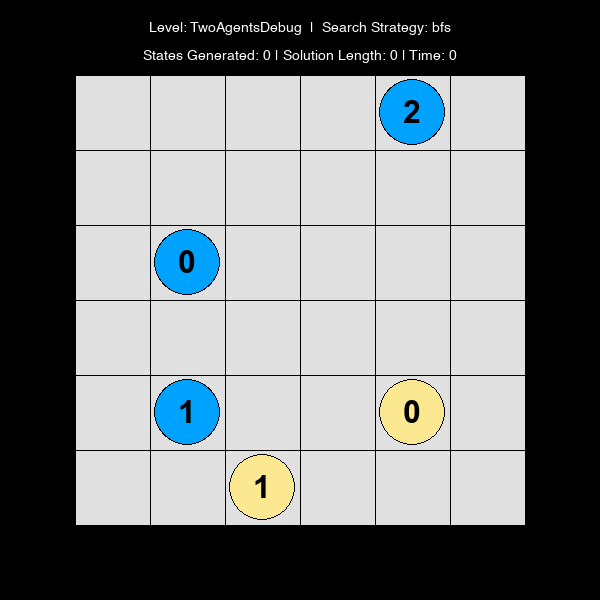 Level: TwoAgentsDebug | Search Strategy: bfs
States Generated: 0 | Solution Length: 0 | Time: 0
2
0
1
0
1